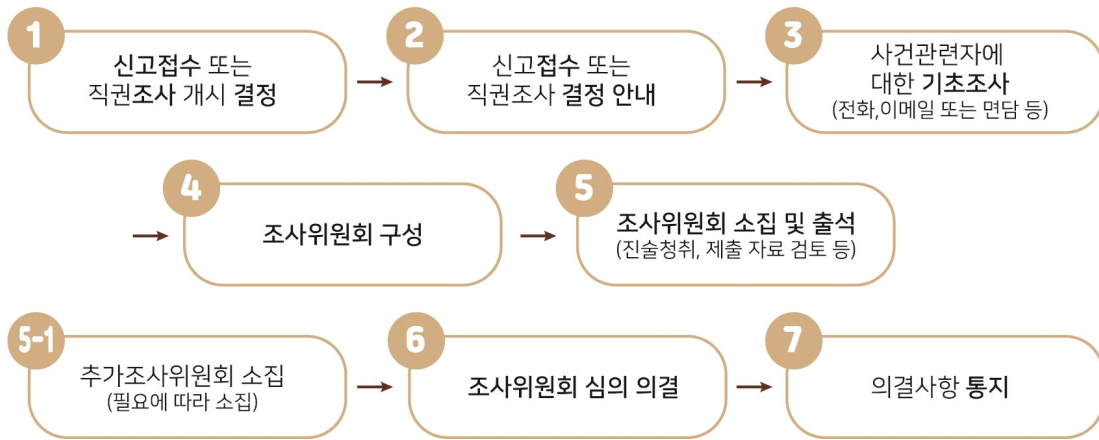 1
신고접수 또는
직권조사 개시 결정
2
신고접수 또는
직권조사 결정 안내
3
사건관련자에
대한 기초조사
(전화,이메일 또는 면담 등)
4
조사위원회 구성
5
조사위원회 소집 및 출석
(진술청취, 제출 자료 검토 등)
5-1
추가조사위원회 소집
(필요에 따라 소집)
6
조사위원회 심의 의결
7
의결사항 통지